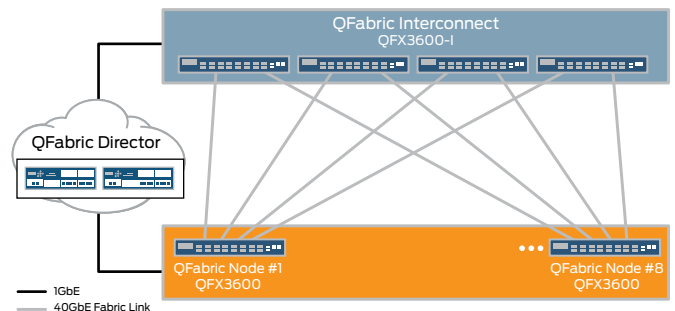 QFabric Interconnect
QFX3600-I
QFabric Director
QFabric Node #1
QFX3600
QFabric Node #8
QFX3600
1GbE
40GbE Fabric Link